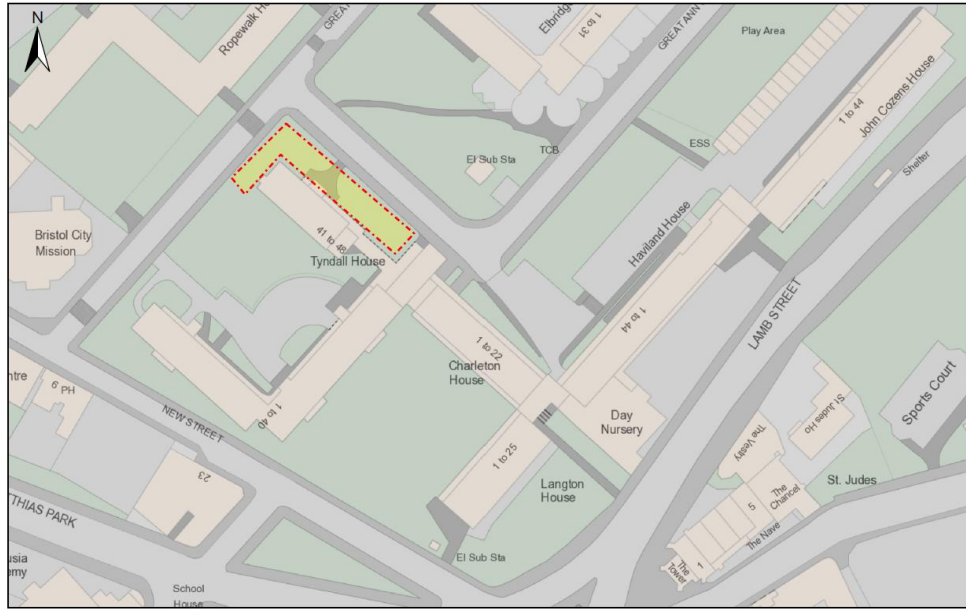 N
Ropewalk Ho
GREAT
Elbridge
1 to 31
GREAT ANN
Play Area
John Cozens House
1 to 44
ESS
TCB
El Sub Sta
Shelter
Bristol City
Mission
41 to 48
Tyndall House
Haviland House
1 to 44
LAMB STREET
1 to 22
Charleton
House
1 to 40
NEW STREET
ntre
PH 9
Day
Nursery
1 to 25
Langton
House
23
THIAS PARK
El Sub Sta
School
House
usia
emy
Sports Court
St Judes Ho
The Vestry
St. Judes
The
Chancel
5
The Nave
1
The
Tower